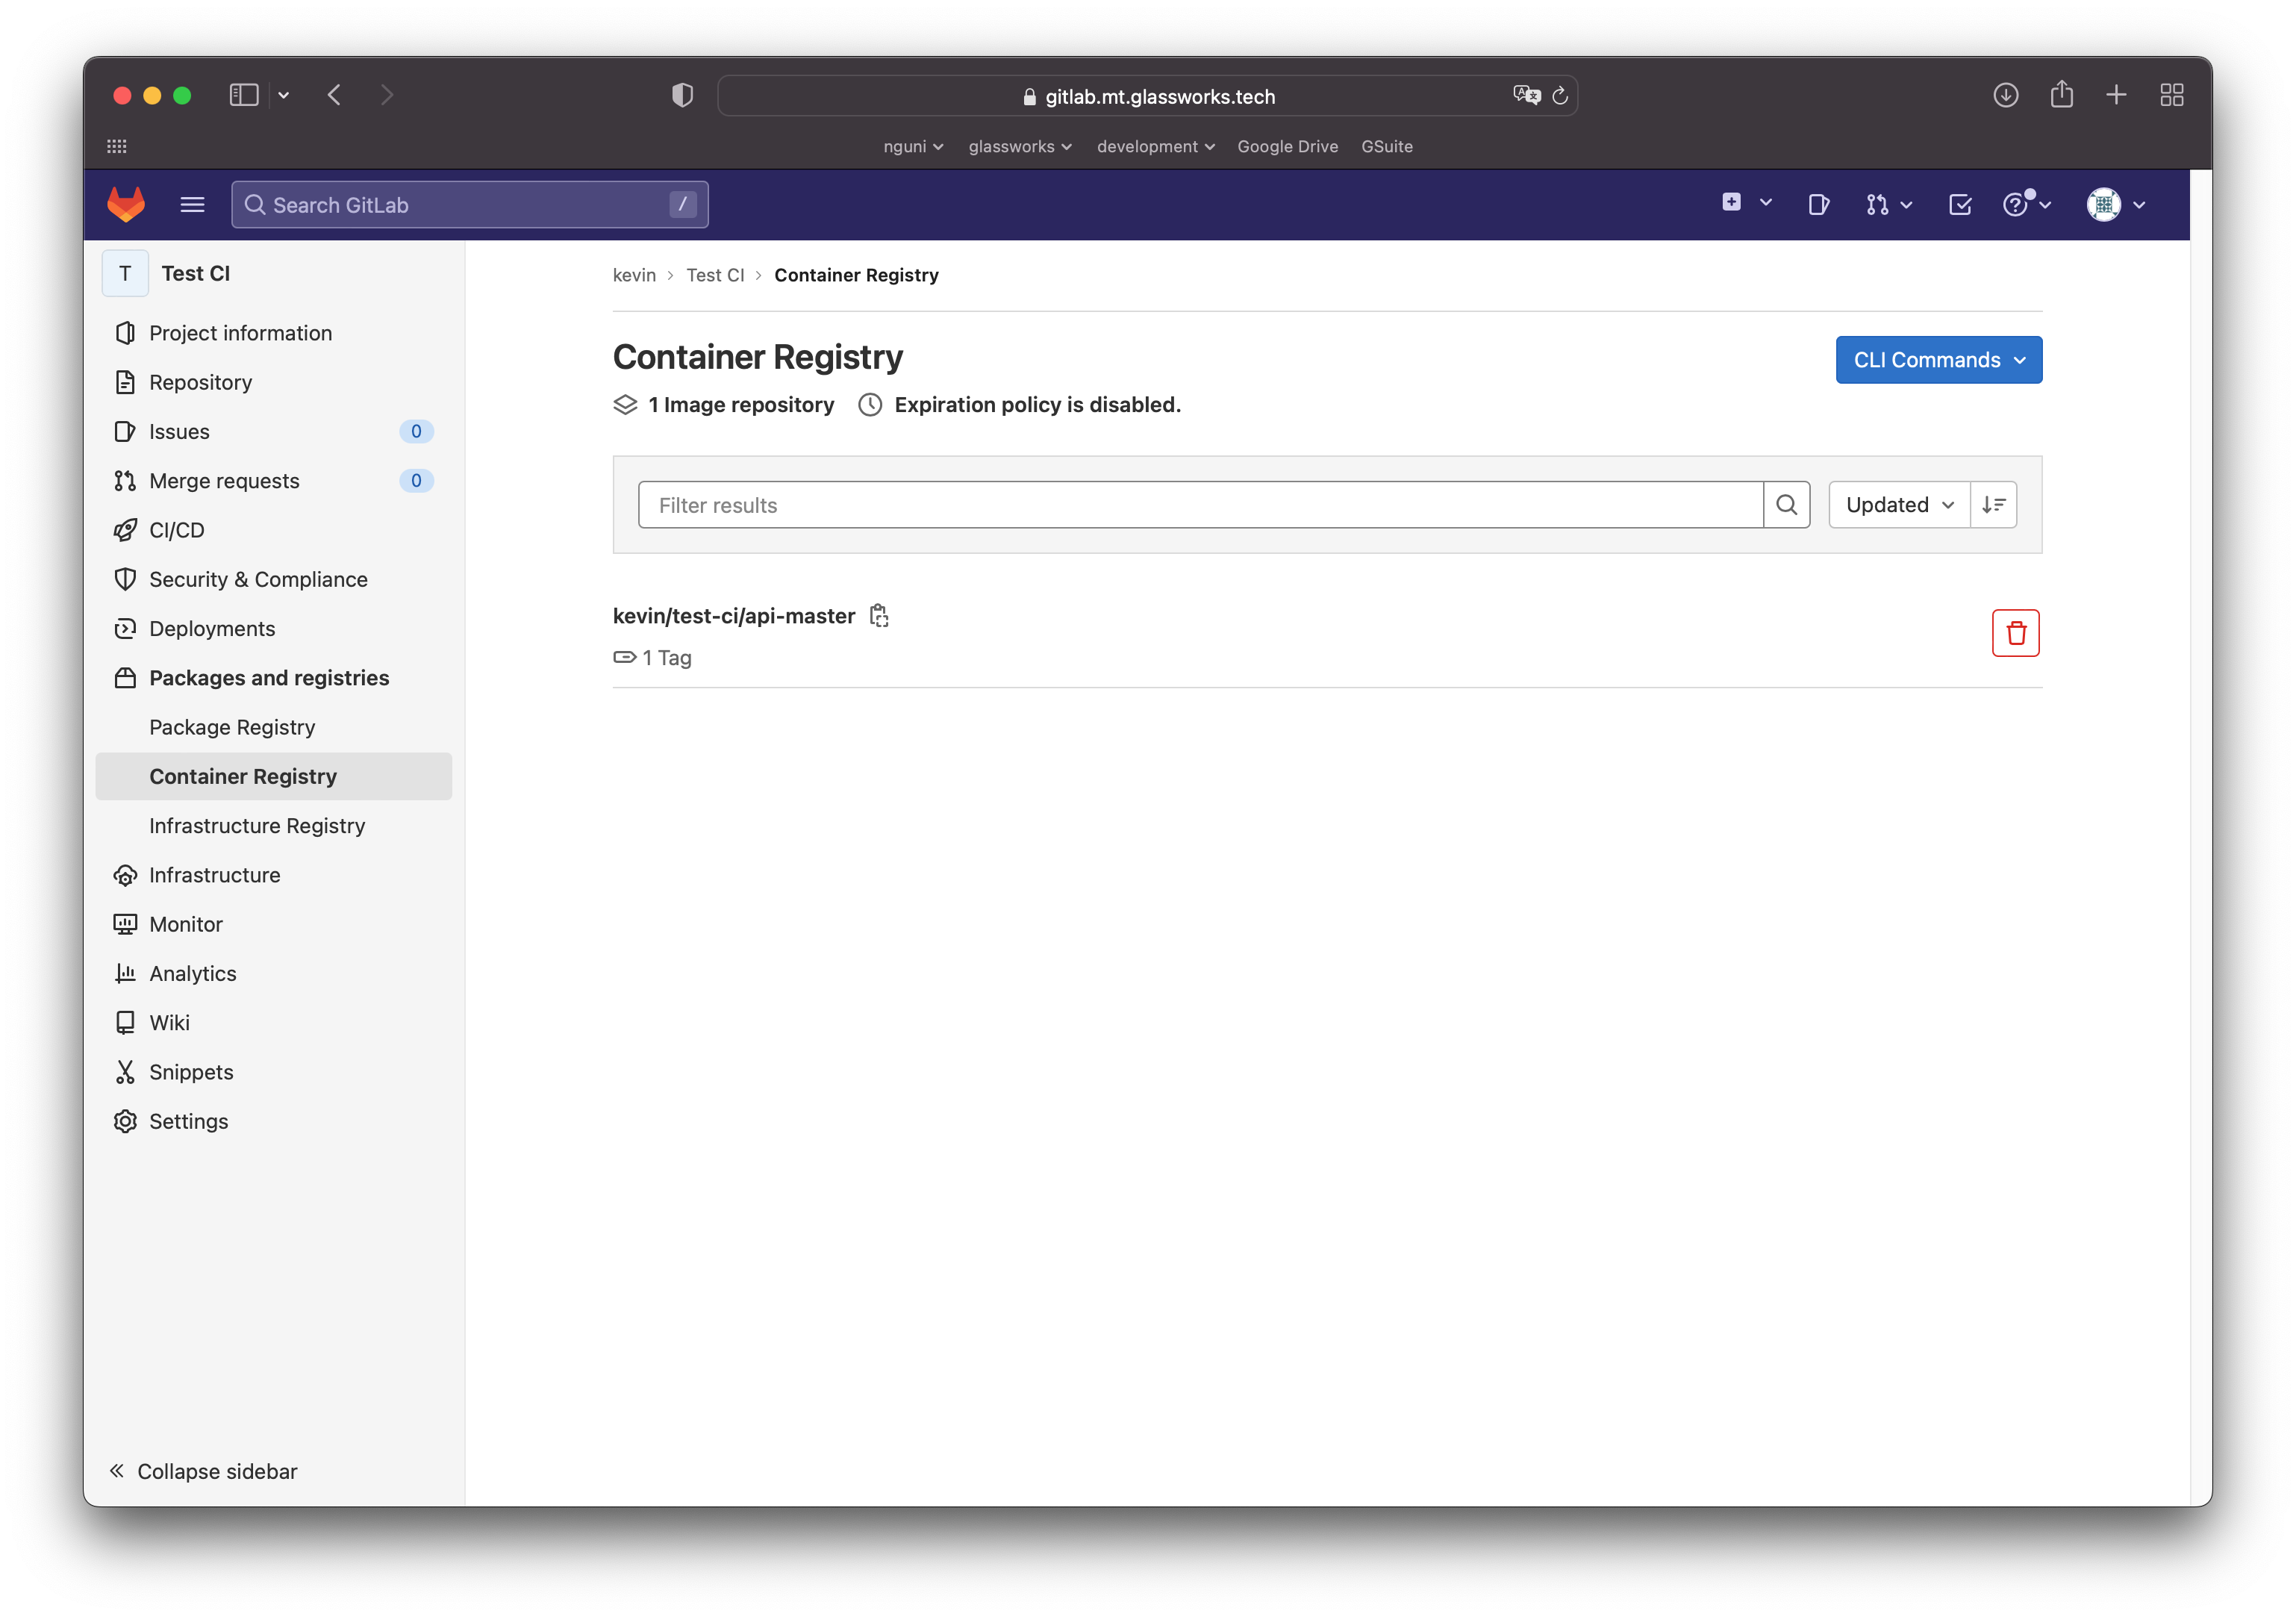 gitlab.mt.glassworks.tech
nguni
glassworks
development
Google Drive
GSuite
Search GitLab
/
T
Test CI
Project information
Repository
Issues
0
Merge requests
0
CI/CD
Security & Compliance
Deployments
Packages and registries
Package Registry
Container Registry
Infrastructure Registry
Infrastructure
Monitor
Analytics
Wiki
Snippets
Settings
Collapse sidebar
kevin
Test CI
Container Registry
Container Registry
CLI Commands
1 Image repository
Expiration policy is disabled.
Filter results
Updated
kevin/test-ci/api-master
1 Tag